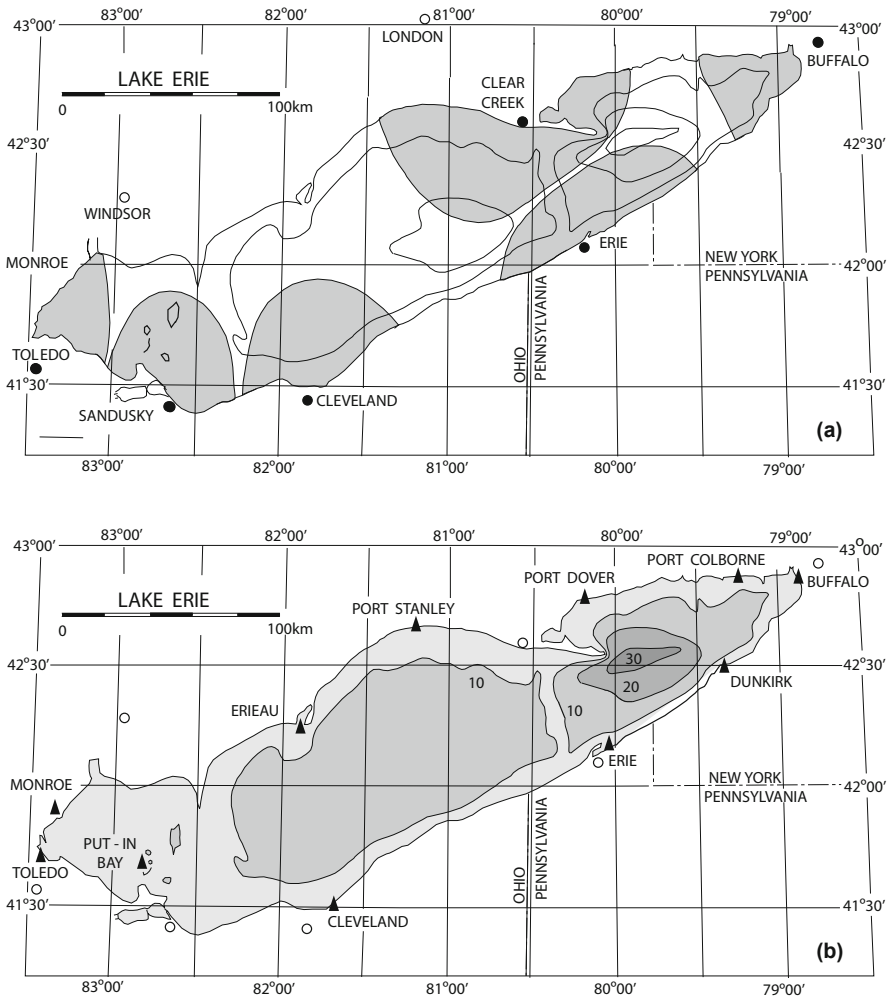 83°00′ 82°00′ 81°00′ 80°00′ 79°00′
43°00′ 43°00′
LONDON
BUFFALO
LAKE ERIE
0 100km
CLEAR
CREEK
42°30′ 42°30′
WINDSOR
MONROE
ERIE
NEW YORK
PENNSYLVANIA
42°00′
OHIO
PENNSYLVANIA
TOLEDO
41°30′ 41°30′
SANDUSKY
CLEVELAND
(a)
83°00′ 82°00′ 81°00′ 80°00′ 79°00′
83°00′ 82°00′ 81°00′ 80°00′ 79°00′
43°00′ 43°00′
PORT COLBORNE
PORT DOVER
BUFFALO
LAKE ERIE
0 100km
PORT STANLEY
42°30′ 42°30′
30
20
10
10
DUNKIRK
ERIEAU
ERIE
MONROE
NEW YORK
PENNSYLVANIA
42°00′
PUT - IN
BAY
OHIO
PENNSYLVANIA
TOLEDO
41°30′ 41°30′
CLEVELAND
(b)
83°00′ 82°00′ 81°00′ 80°00′ 79°00′